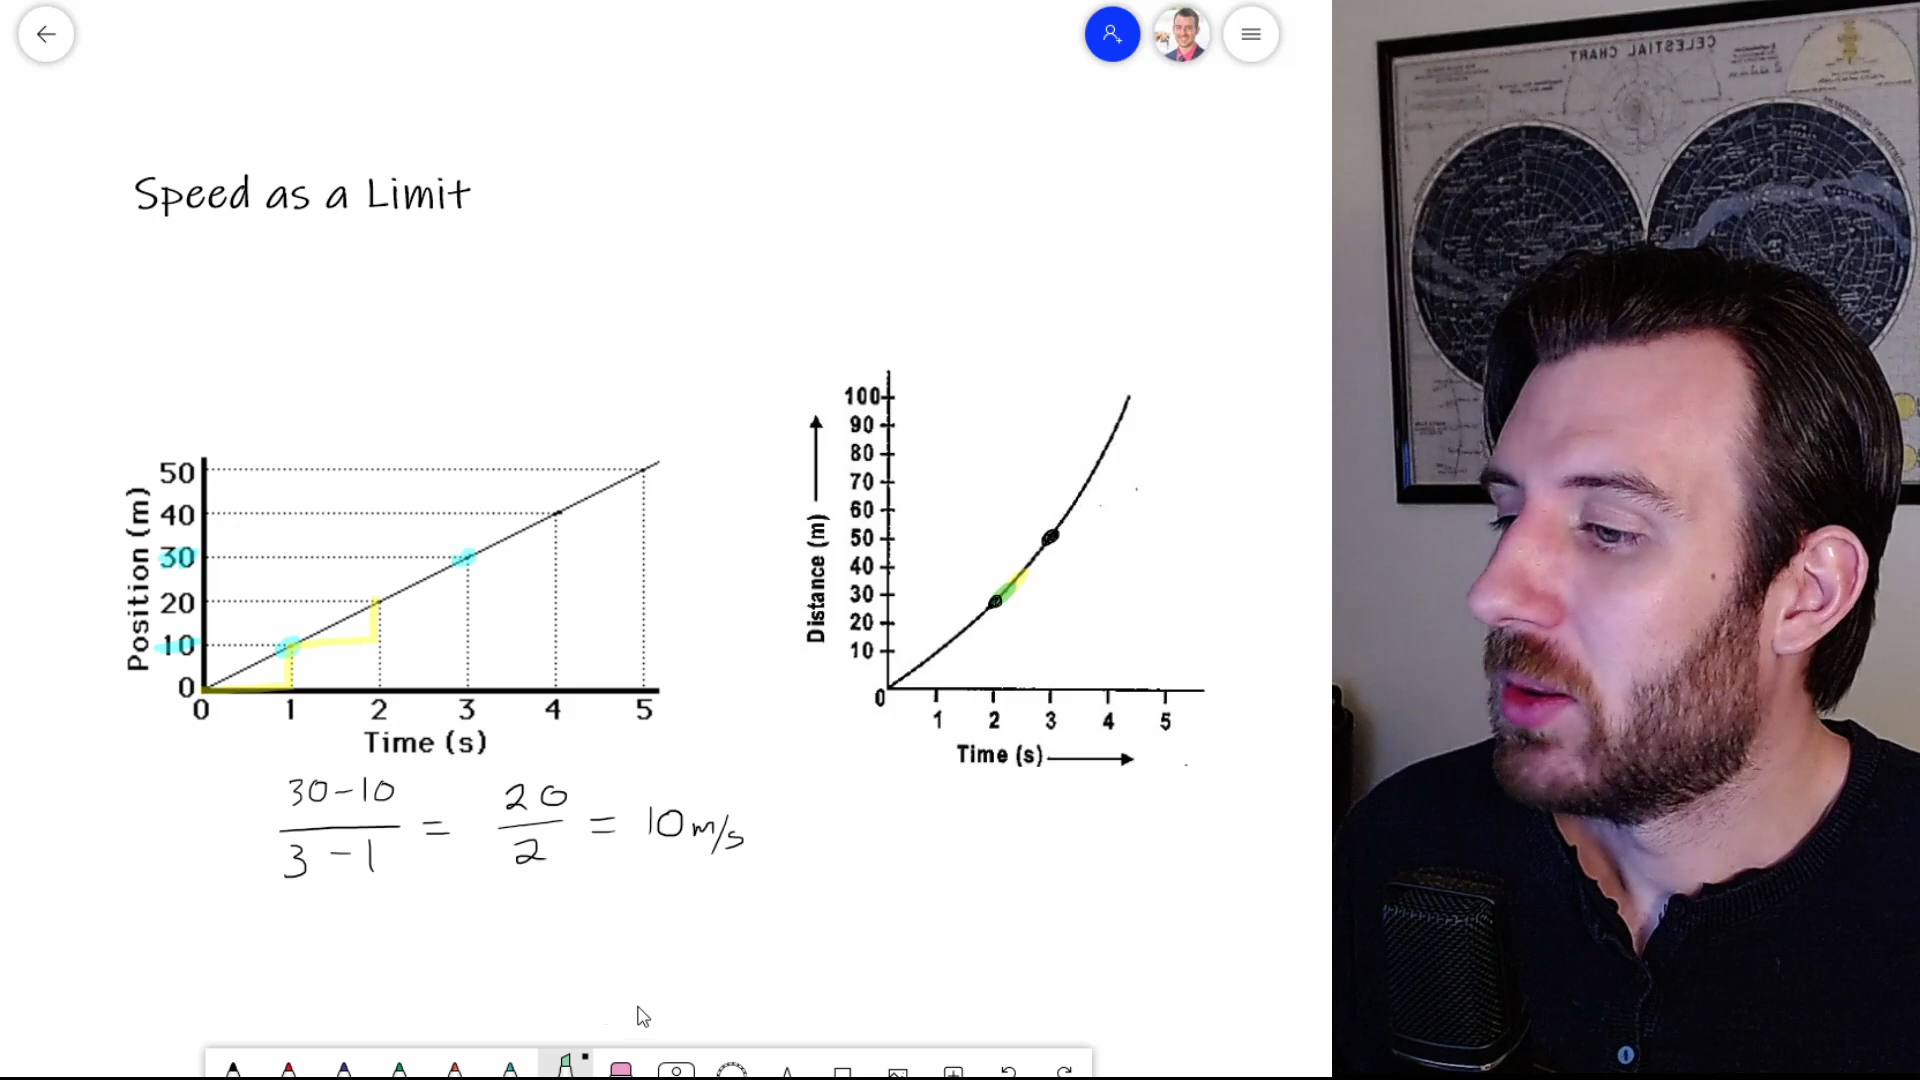 CELESTIAL CHART
Speed as a Limit
Position (m)
50
40
30
20
10
0
0 1 2 3 4 5
Time (s)
Distance (m)
100
90
80
70
60
50
40
30
20
10
0
1 2 3 4 5
Time (s)
30-10
3-1
=
20
2
= 10 m/s